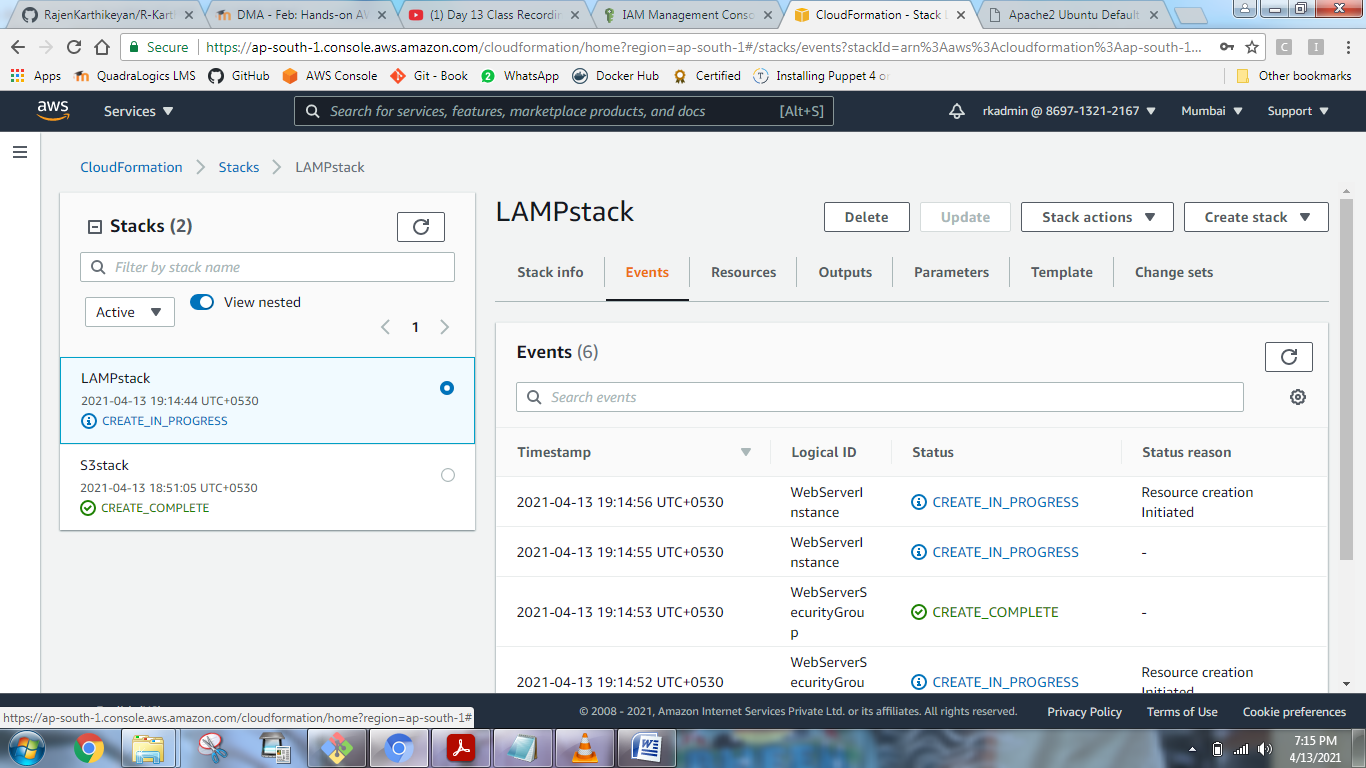 RajenKarthikeyan/R-Kart
DMA - Feb: Hands-on AW
(1) Day 13 Class Recordin
IAM Management Conso
CloudFormation - Stack L
Apache2 Ubuntu Default
Secure
https://ap-south-1.console.aws.amazon.com/cloudformation/home?region=ap-south-1#/stacks/events?stackId=arn%3Aaws%3Acloudformation%3Aap-south-1...
Apps
QuadraLogics LMS
GitHub
AWS Console
Git - Book
WhatsApp
Docker Hub
Certified
Installing Puppet 4 or
Other bookmarks
aws
Services
Search for services, features, marketplace products, and docs
[Alt+S]
rkadmin @ 8697-1321-2167
Mumbai
Support
CloudFormation
Stacks
LAMPstack
Stacks (2)
Filter by stack name
Active
View nested
1
LAMPstack
2021-04-13 19:14:44 UTC+0530
CREATE_IN_PROGRESS
S3stack
2021-04-13 18:51:05 UTC+0530
CREATE_COMPLETE
LAMPstack
Delete
Update
Stack actions
Create stack
Stack info
Events
Resources
Outputs
Parameters
Template
Change sets
Events (6)
Search events
Timestamp
Logical ID
Status
Status reason
2021-04-13 19:14:56 UTC+0530
WebServerI
nstance
CREATE_IN_PROGRESS
Resource creation
Initiated
2021-04-13 19:14:55 UTC+0530
WebServerI
nstance
CREATE_IN_PROGRESS
-
2021-04-13 19:14:53 UTC+0530
WebServerS
ecurityGrou
p
CREATE_COMPLETE
-
2021-04-13 19:14:52 UTC+0530
WebServerS
ecurityGrou
CREATE_IN_PROGRESS
Resource creation
Initiated
https://ap-south-1.console.aws.amazon.com/cloudformation/home?region=ap-south-1#
© 2008 - 2021, Amazon Internet Services Private Ltd. or its affiliates. All rights reserved.
Privacy Policy
Terms of Use
Cookie preferences
7:15 PM
4/13/2021